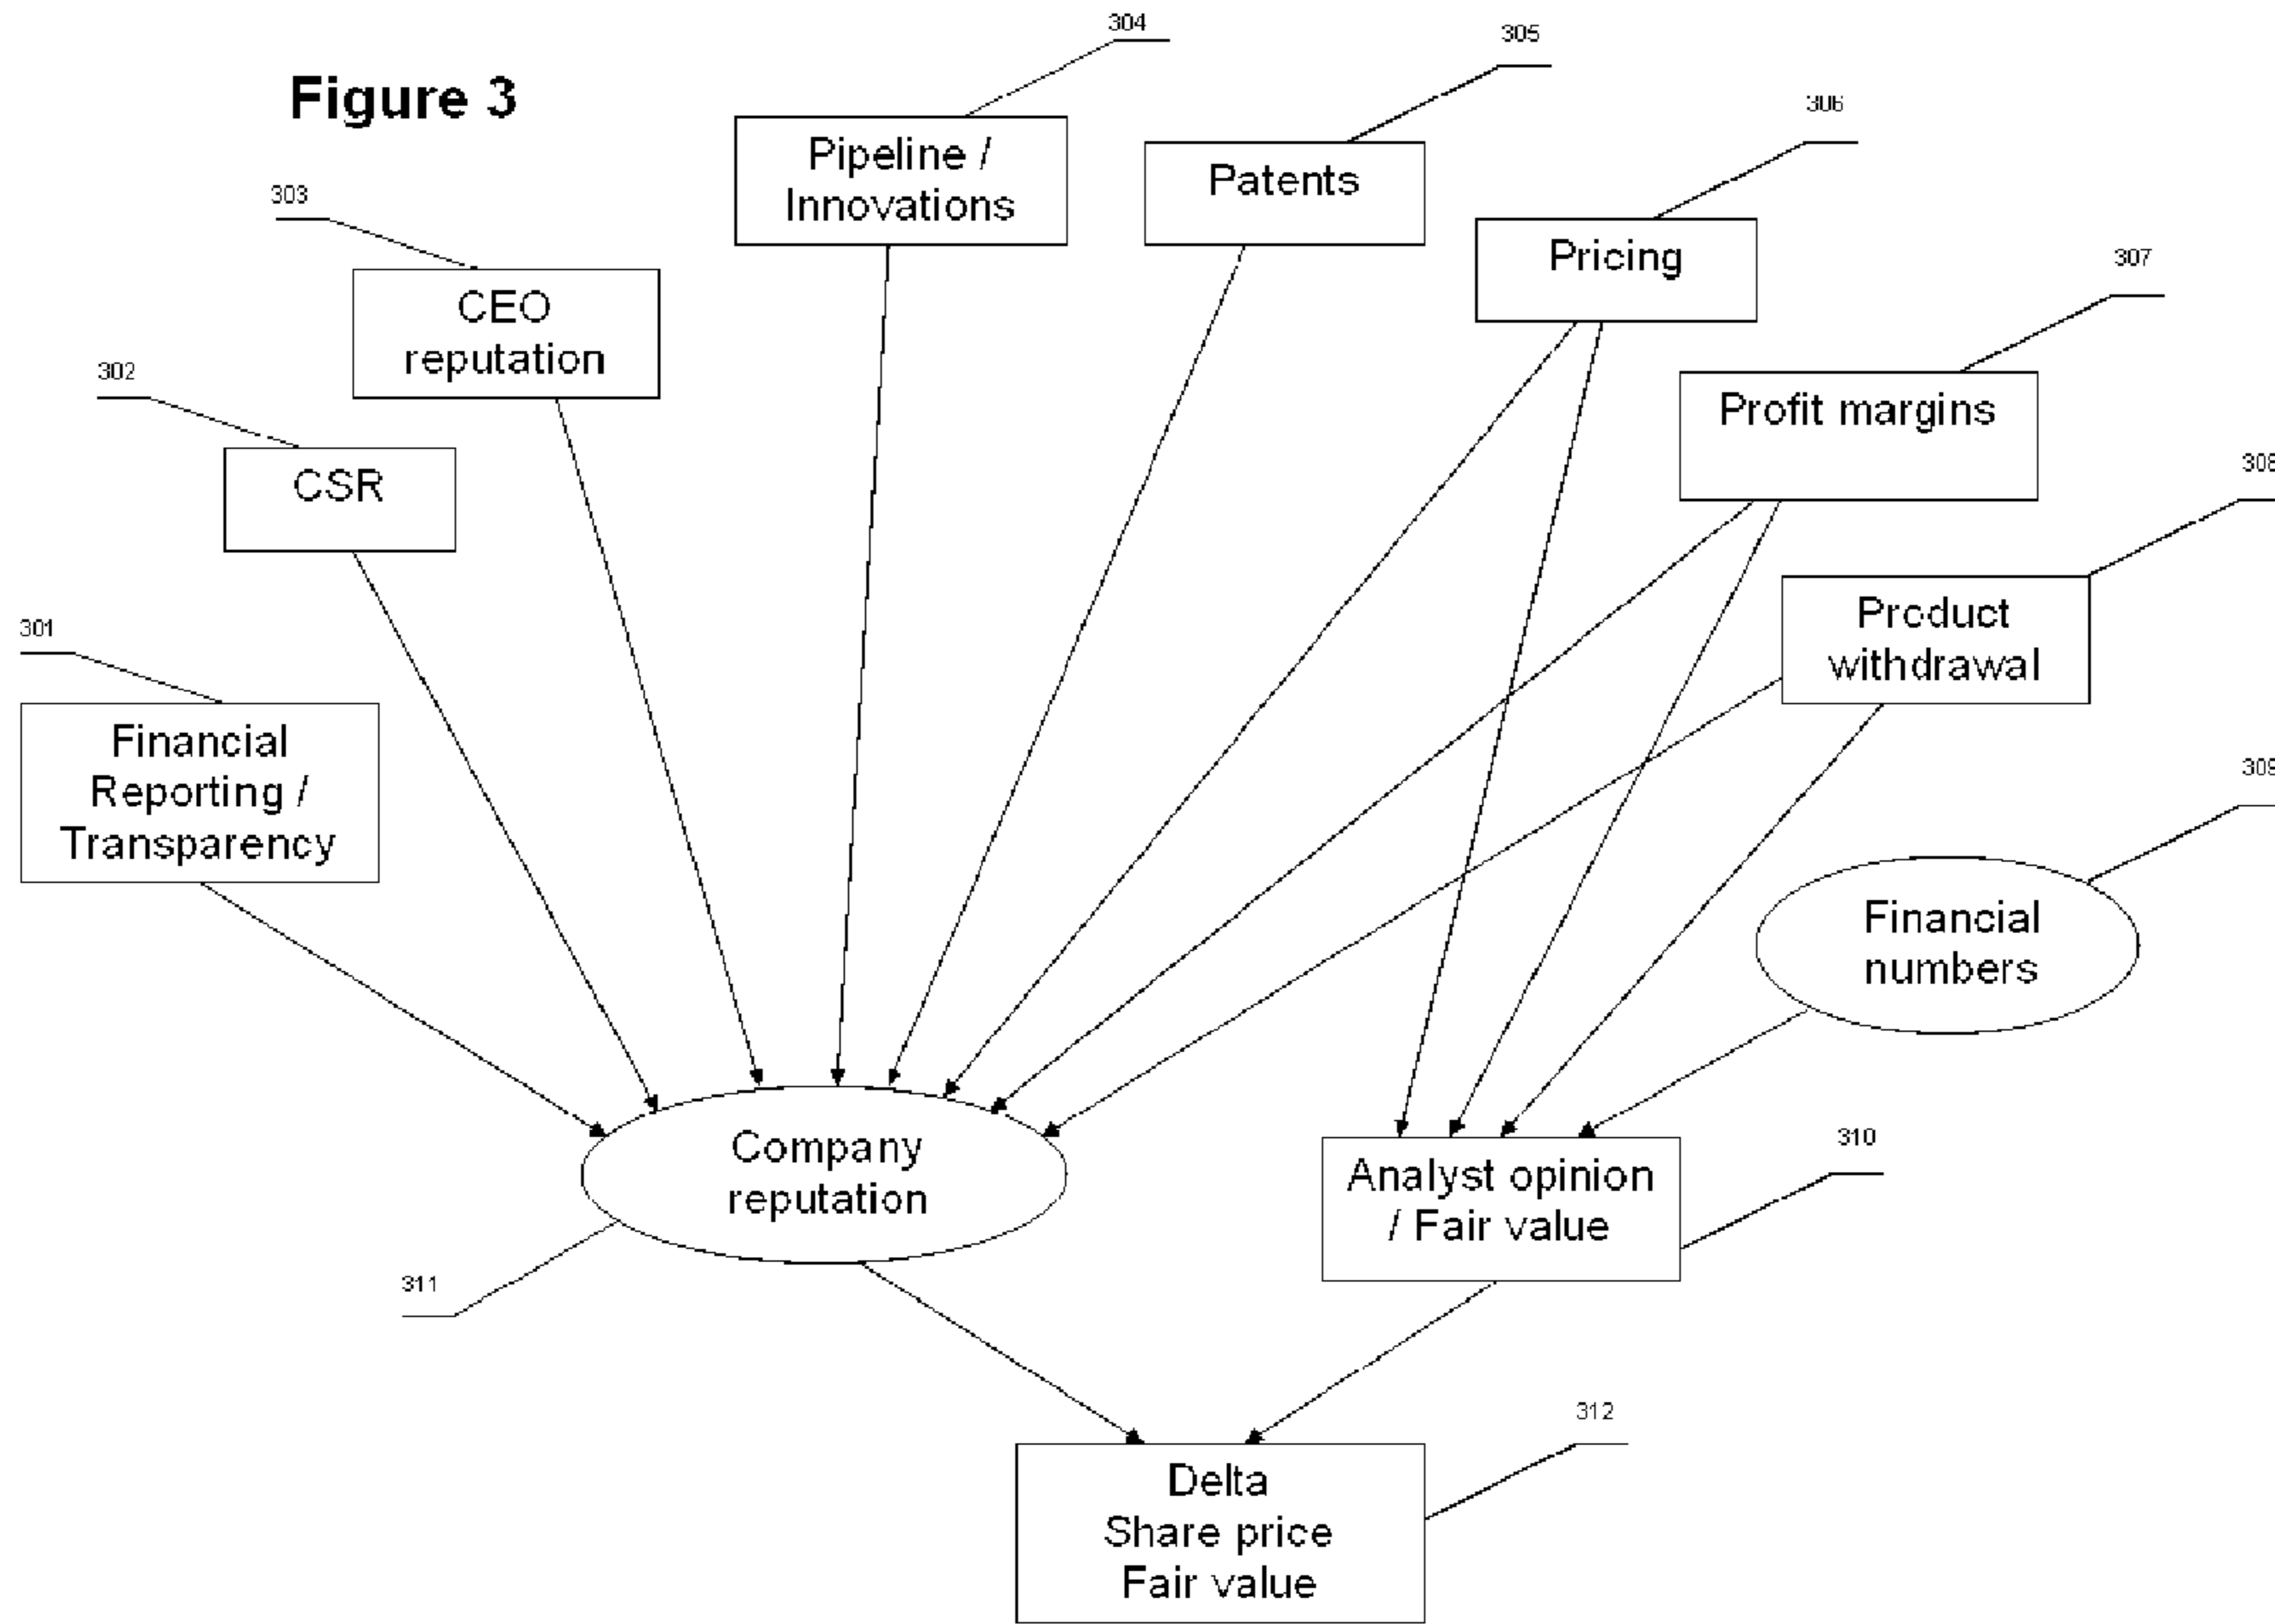 304
305
Figure 3
306
Pipeline /
Innovations
Patents
303
Pricing
307
CEO
reputation
302
Profit margins
308
CSR
Product
withdrawal
301
Financial
Reporting /
Transparency
309
Financial
numbers
Company
reputation
310
Analyst opinion
/ Fair value
311
312
Delta
Share price
Fair value